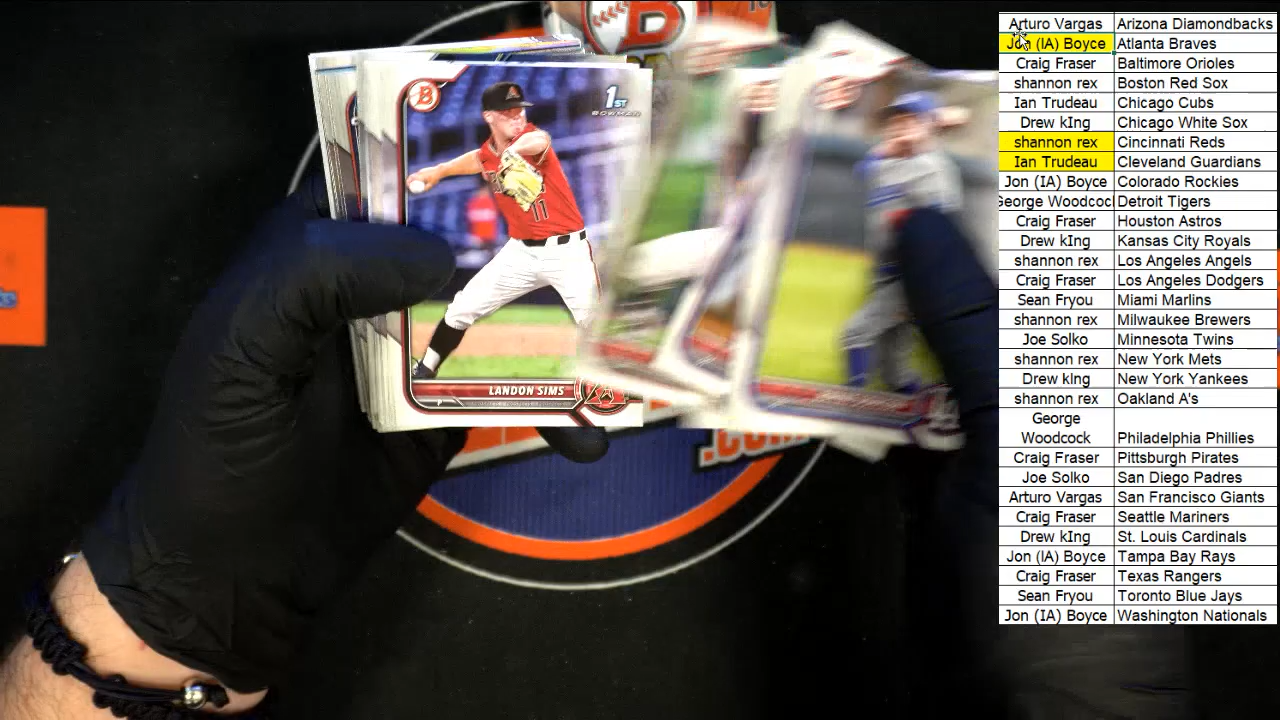 1ST
BOWMAN
B
11
LANDON SIMS
P
A
.COM
Arturo Vargas Arizona Diamondbacks
Jon (IA) Boyce Atlanta Braves
Craig Fraser Baltimore Orioles
shannon rex Boston Red Sox
Ian Trudeau Chicago Cubs
Drew kIng Chicago White Sox
shannon rex Cincinnati Reds
Ian Trudeau Cleveland Guardians
Jon (IA) Boyce Colorado Rockies
George Woodcoc Detroit Tigers
Craig Fraser Houston Astros
Drew kIng Kansas City Royals
shannon rex Los Angeles Angels
Craig Fraser Los Angeles Dodgers
Sean Fryou Miami Marlins
shannon rex Milwaukee Brewers
Joe Solko Minnesota Twins
shannon rex New York Mets
Drew kIng New York Yankees
shannon rex Oakland A's
George
Woodcock Philadelphia Phillies
Craig Fraser Pittsburgh Pirates
Joe Solko San Diego Padres
Arturo Vargas San Francisco Giants
Craig Fraser Seattle Mariners
Drew kIng St. Louis Cardinals
Jon (IA) Boyce Tampa Bay Rays
Craig Fraser Texas Rangers
Sean Fryou Toronto Blue Jays
Jon (IA) Boyce Washington Nationals